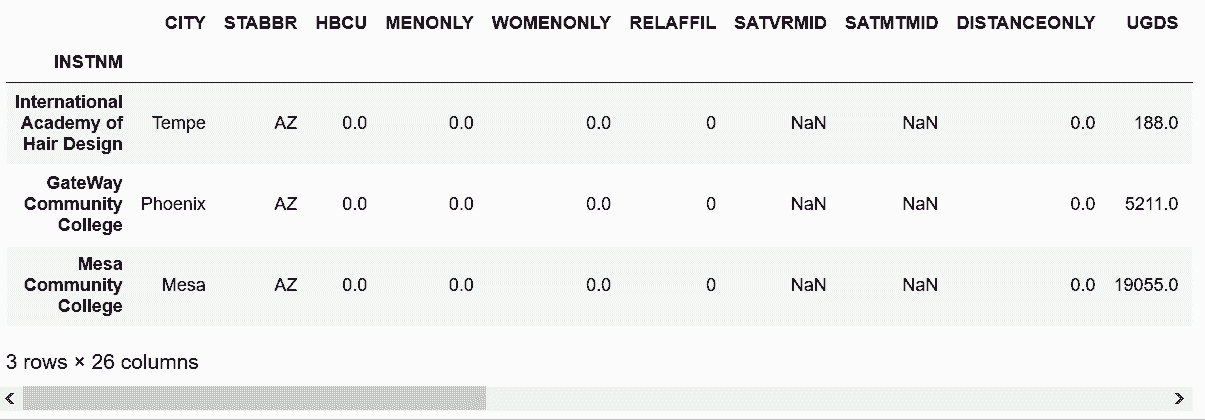 CITY STABBR HBCU MENONLY WOMENONLY RELAFFIL SATVRMID SATMTMID DISTANCEONLY UGDS
INSTNM
International
Academy of
Hair Design
Tempe AZ 0.0 0.0 0.0 0 NaN NaN 0.0 188.0
GateWay
Community
College
Phoenix AZ 0.0 0.0 0.0 0 NaN NaN 0.0 5211.0
Mesa
Community
College
Mesa AZ 0.0 0.0 0.0 0 NaN NaN 0.0 19055.0
3 rows × 26 columns